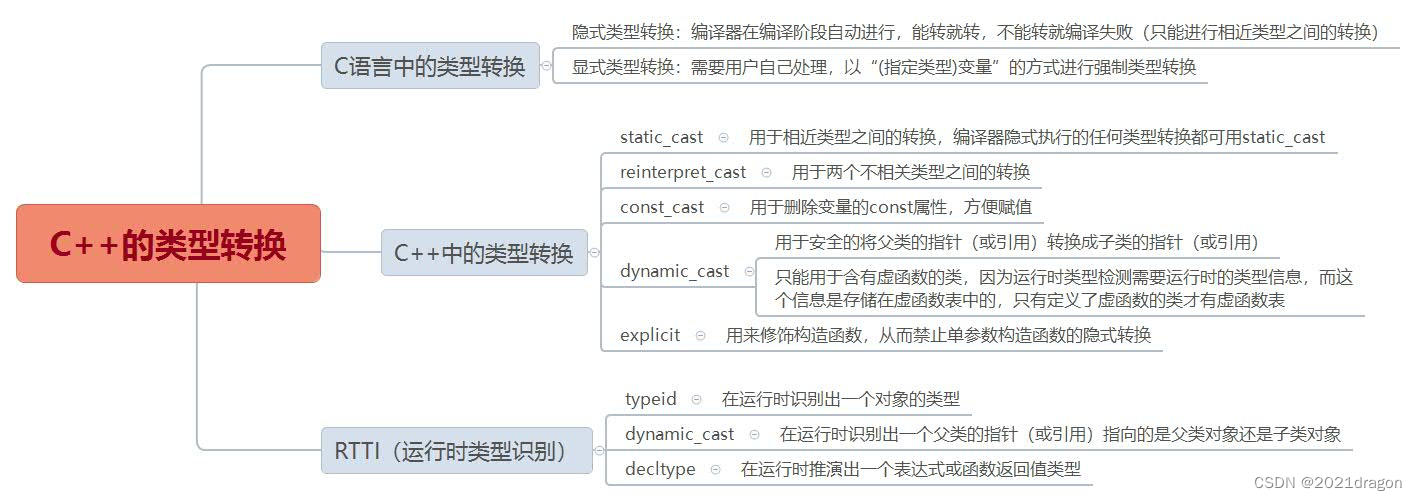 C++的类型转换
C语言中的类型转换
隐式类型转换：编译器在编译阶段自动进行，能转就转，不能转就编译失败（只能进行相近类型之间的转换）
显式类型转换：需要用户自己处理，以“(指定类型)变量”的方式进行强制类型转换
C++中的类型转换
static_cast 用于相近类型之间的转换，编译器隐式执行的任何类型转换都可用static_cast
reinterpret_cast 用于两个不相关类型之间的转换
const_cast 用于删除变量的const属性，方便赋值
dynamic_cast
用于安全的将父类的指针（或引用）转换成子类的指针（或引用）
只能用于含有虚函数的类，因为运行时类型检测需要运行时的类型信息，而这
个信息是存储在虚函数表中的，只有定义了虚函数的类才有虚函数表
explicit 用来修饰构造函数，从而禁止单参数构造函数的隐式转换
RTTI（运行时类型识别）
typeid 在运行时识别出一个对象的类型
dynamic_cast 在运行时识别出一个父类的指针（或引用）指向的是父类对象还是子类对象
decltype 在运行时推演出一个表达式或函数返回值类型
CSDN @2021dragon